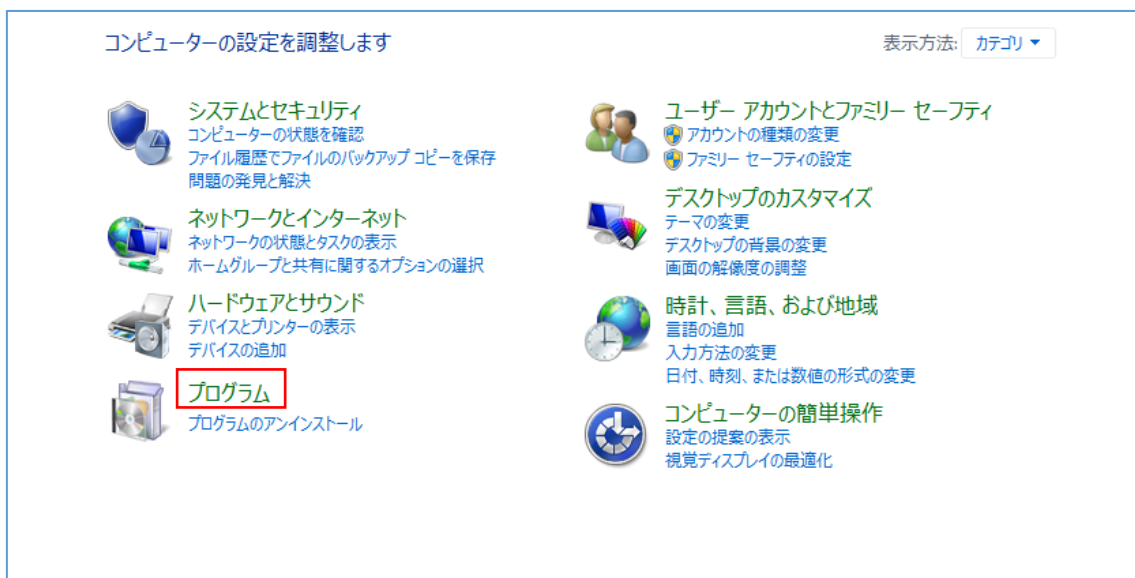 コンピューターの設定を調整します
表示方法: カテゴリ
システムとセキュリティ
コンピューターの状態を確認
ファイル履歴でファイルのバックアップ コピーを保存
問題の発見と解決
ネットワークとインターネット
ネットワークの状態とタスクの表示
ホームグループと共有に関するオプションの選択
ハードウェアとサウンド
デバイスとプリンターの表示
デバイスの追加
プログラム
プログラムのアンインストール
ユーザー アカウントとファミリー セーフティ
アカウントの種類の変更
ファミリー セーフティの設定
デスクトップのカスタマイズ
テーマの変更
デスクトップの背景の変更
画面の解像度の調整
時計、言語、および地域
言語の追加
入力方法の変更
日付、時刻、または数値の形式の変更
コンピューターの簡単操作
設定の提案の表示
視覚ディスプレイの最適化